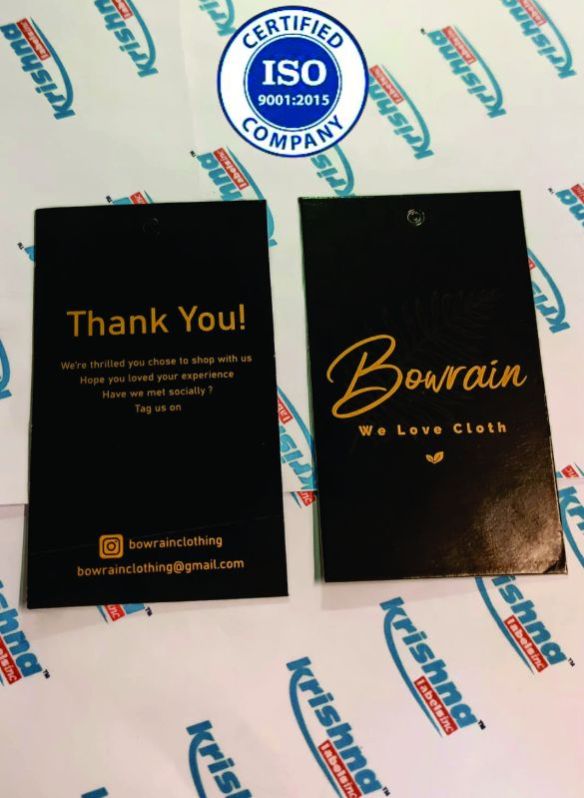 CERTIFIED
ISO
9001:2015
COMPANY
Thank You!
We're thrilled you chose to shop with us
Hope you loved your experience
Have we met socially ?
Tag us on
bowrainclothing
bowrainclothing@gmail.com
Bowrain
We Love Cloth
Krishna
Labelsinc™